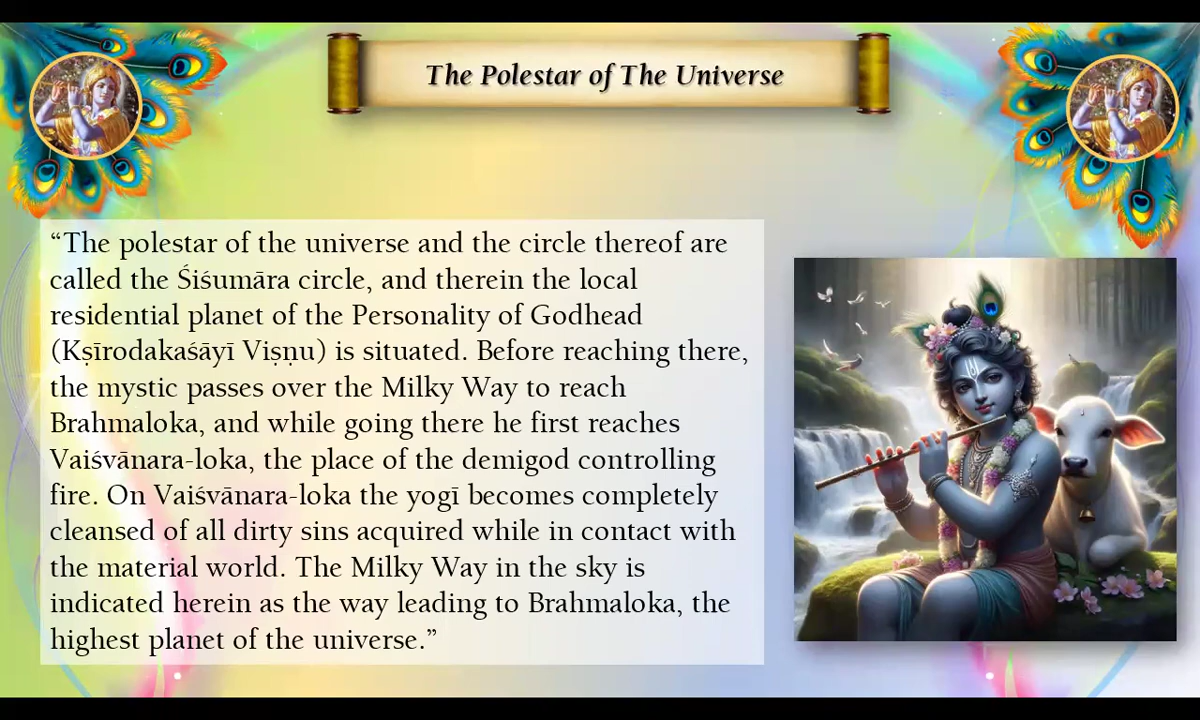 The Polestar of The Universe
“The polestar of the universe and the circle thereof are
called the Śiśumāra circle, and therein the local
residential planet of the Personality of Godhead
(Kṣīrodakaśāyī Viṣṇu) is situated. Before reaching there,
the mystic passes over the Milky Way to reach
Brahmaloka, and while going there he first reaches
Vaiśvānara-loka, the place of the demigod controlling
fire. On Vaiśvānara-loka the yogī becomes completely
cleansed of all dirty sins acquired while in contact with
the material world. The Milky Way in the sky is
indicated herein as the way leading to Brahmaloka, the
highest planet of the universe.”